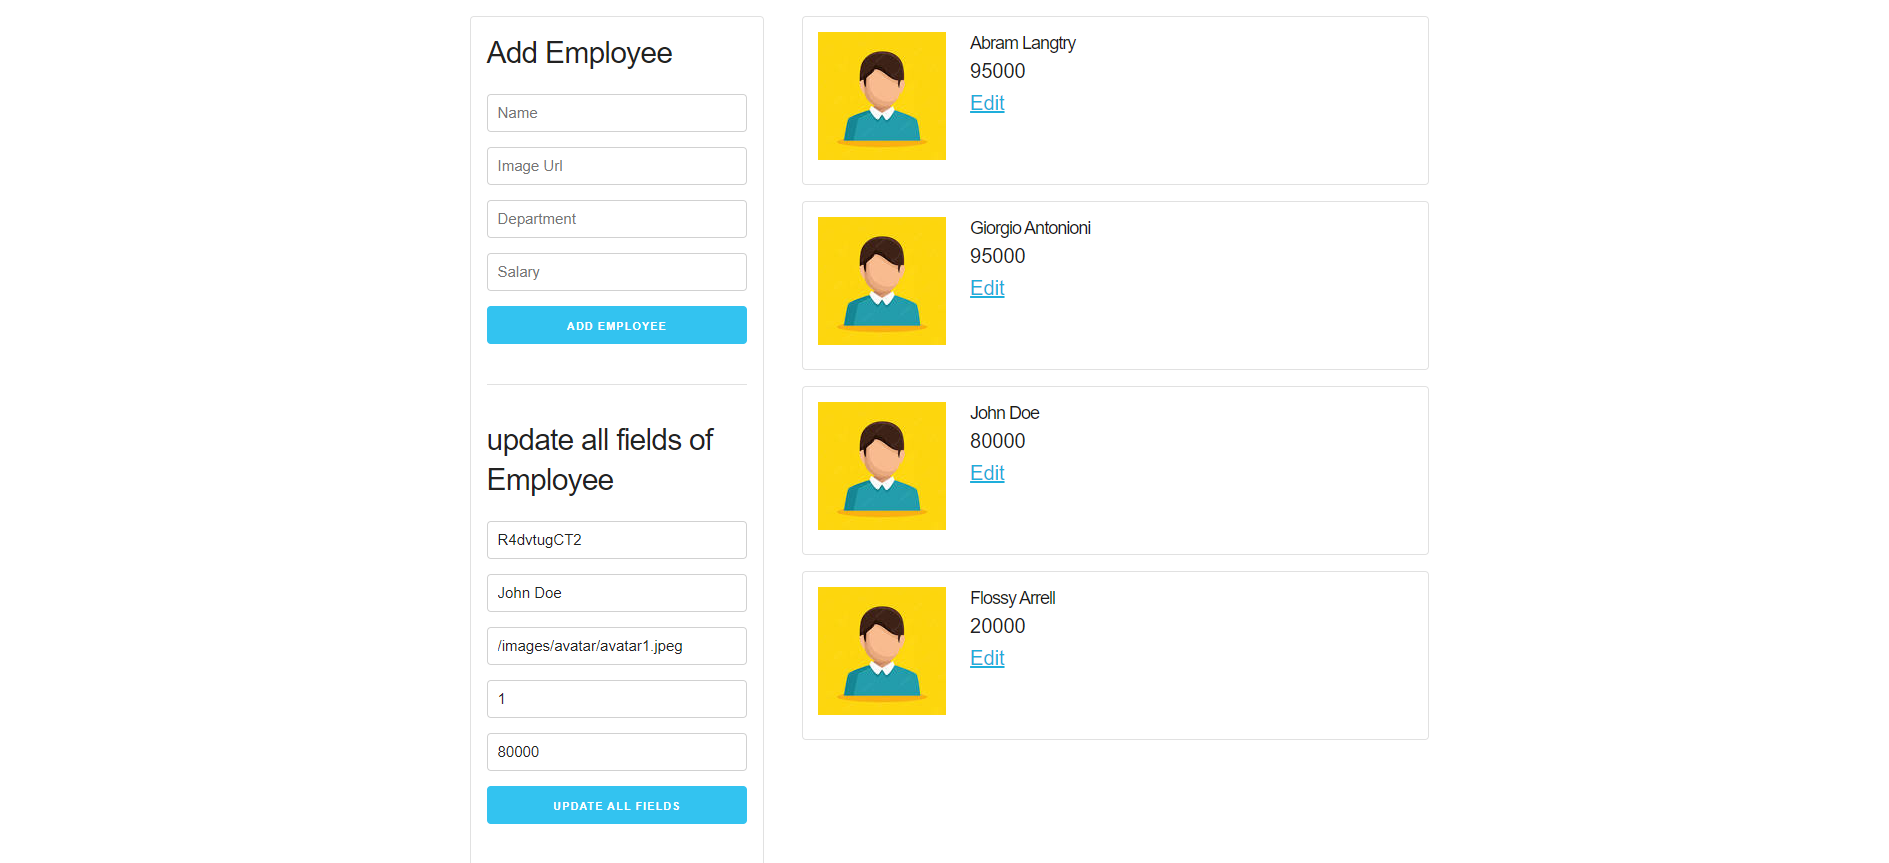 Add Employee
Name
Image Url
Department
Salary
ADD EMPLOYEE
update all fields of
Employee
R4dvtugCT2
John Doe
/images/avatar/avatar1.jpeg
1
80000
UPDATE ALL FIELDS
Abram Langtry
95000
Edit
Giorgio Antonioni
95000
Edit
John Doe
80000
Edit
Flossy Arrell
20000
Edit